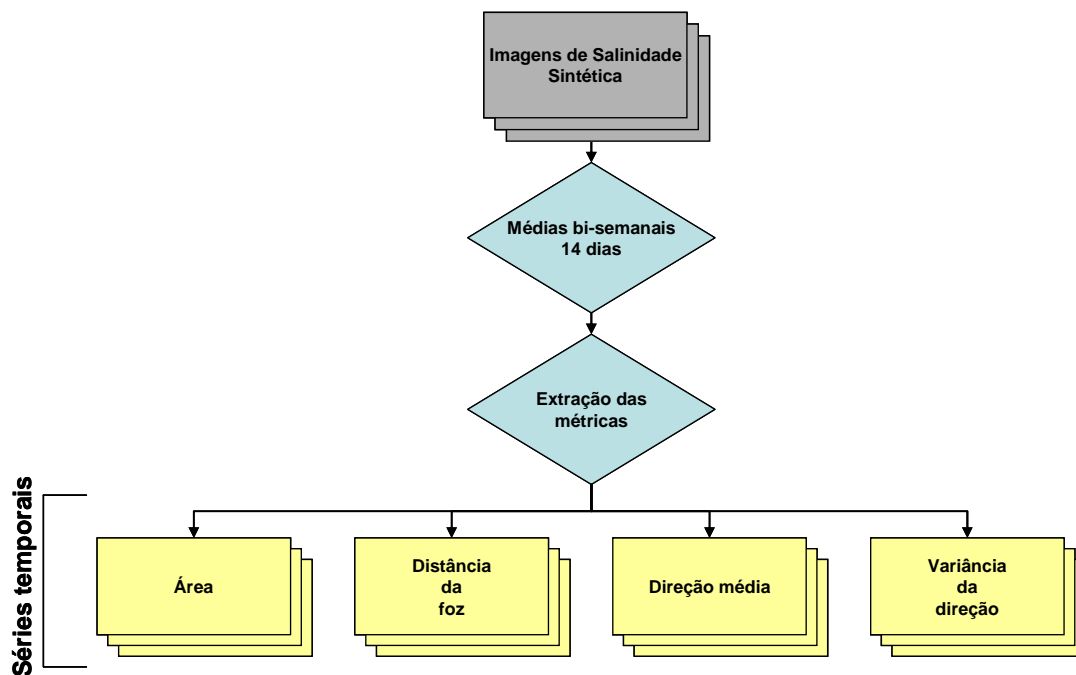 Imagens de Salinidade
Sintética
Médias bi-semanais
14 dias
Extração das
métricas
Séries temporais
Área
Distância
da
foz
Direção média
Variância
da
direção